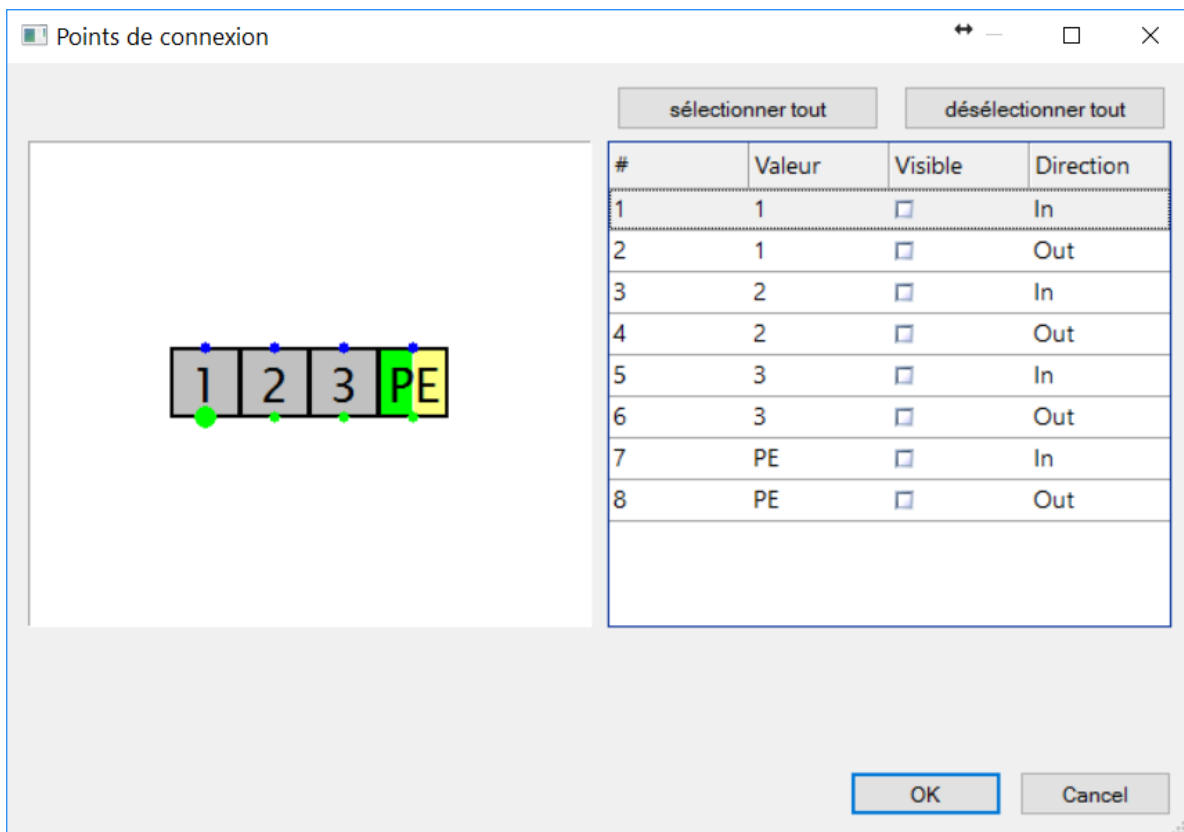 Points de connexion
sélectionner tout désélectionner tout
# Valeur Visible Direction
1 1 In
2 1 Out
3 2 In
4 2 Out
5 3 In
6 3 Out
7 PE In
8 PE Out
1 2 3 PE
OK Cancel